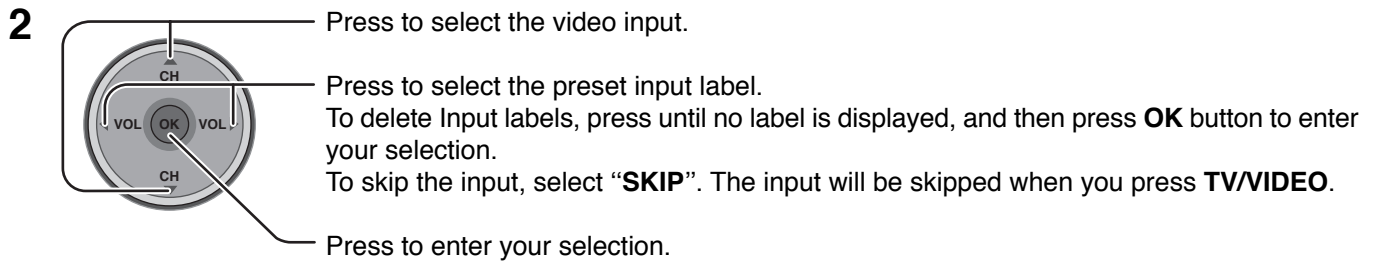 2
Press to select the video input.
CH
VOL OK VOL
CH
Press to select the preset input label.
To delete Input labels, press until no label is displayed, and then press OK button to enter
your selection.
To skip the input, select ‘‘SKIP’’. The input will be skipped when you press TV/VIDEO.
Press to enter your selection.